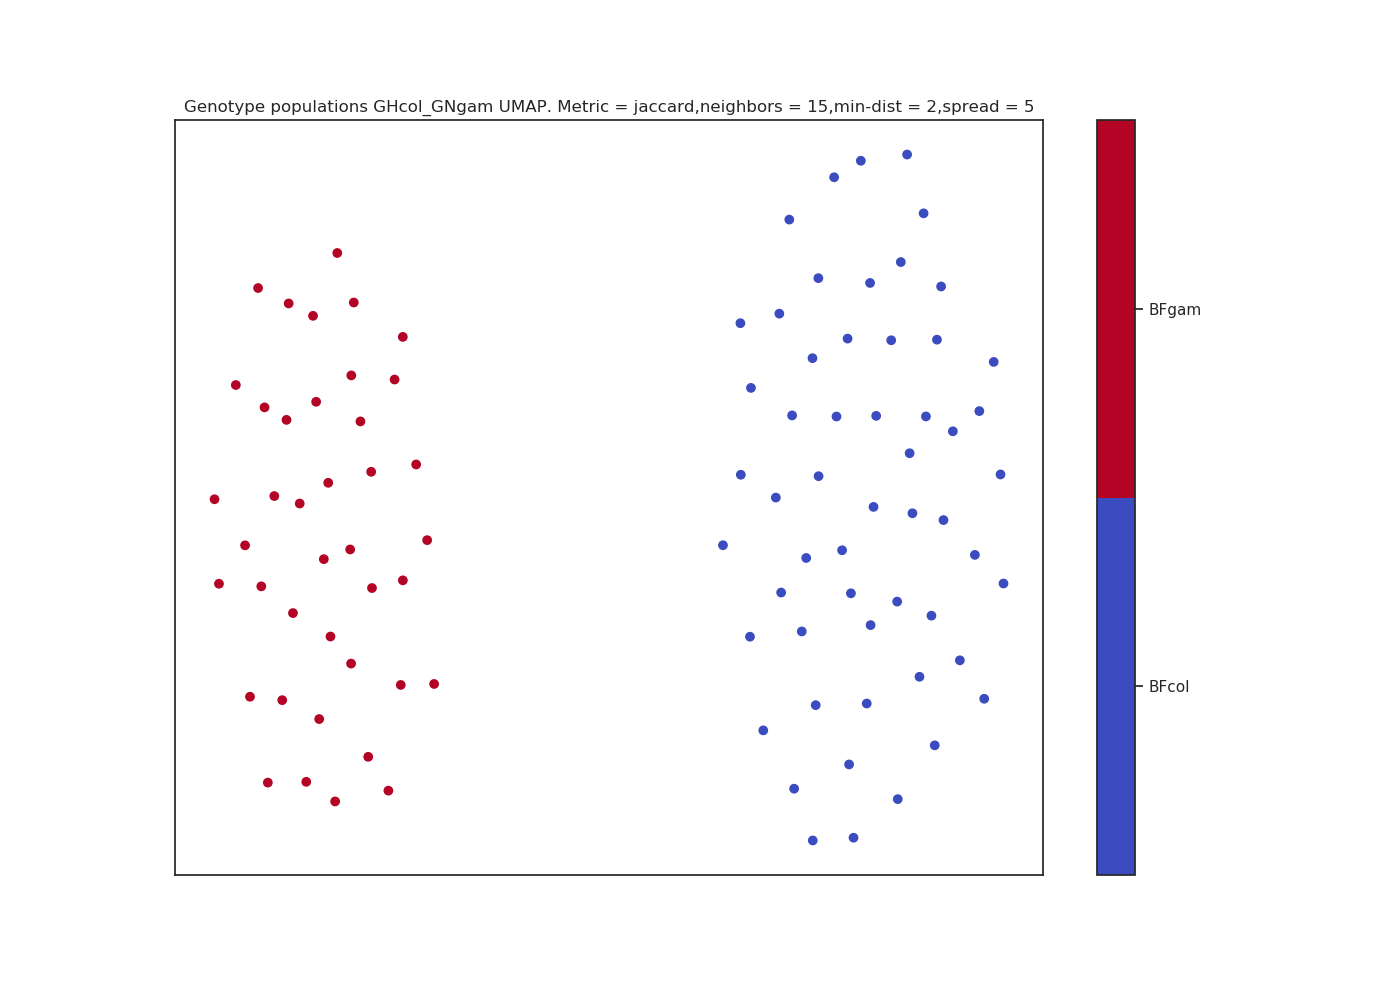 Genotype populations GHcol_GNgam UMAP. Metric = jaccard,neighbors = 15,min-dist = 2,spread = 5
BFgam
BFcol